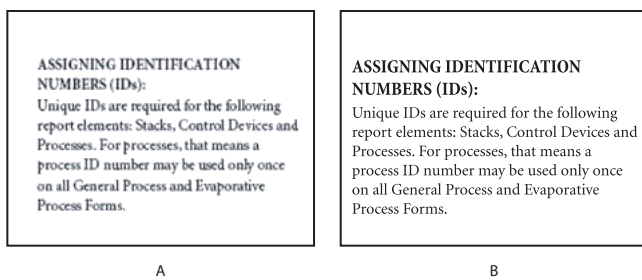 ASSIGNING IDENTIFICATION
NUMBERS (IDs):
Unique IDs are required for the following
report elements: Stacks, Control Devices and
Processes. For processes, that means a
process ID number may be used only once
on all General Process and Evaporative
Process Forms.
A
ASSIGNING IDENTIFICATION
NUMBERS (IDs):
Unique IDs are required for the following
report elements: Stacks, Control Devices and
Processes. For processes, that means a
process ID number may be used only once
on all General Process and Evaporative
Process Forms.
B